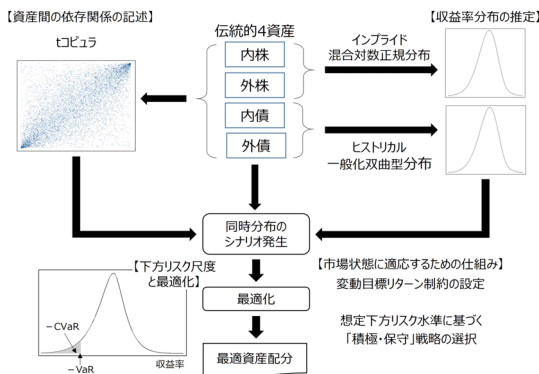 【資産間の依存関係の記述】
tコピュラ
伝統的4資産
内株
外株
内債
外債
インプライド
混合対数正規分布
ヒストリカル
一般化双曲型分布
【収益率分布の推定】
同時分布の
シナリオ発生
【下方リスク尺度
と最適化】
－CVaR
－VaR
収益率
最適化
最適資産配分
【市場状態に適応するための仕組み】
変動目標リターン制約の設定
想定下方リスク水準に基づく
「積極・保守」戦略の選択